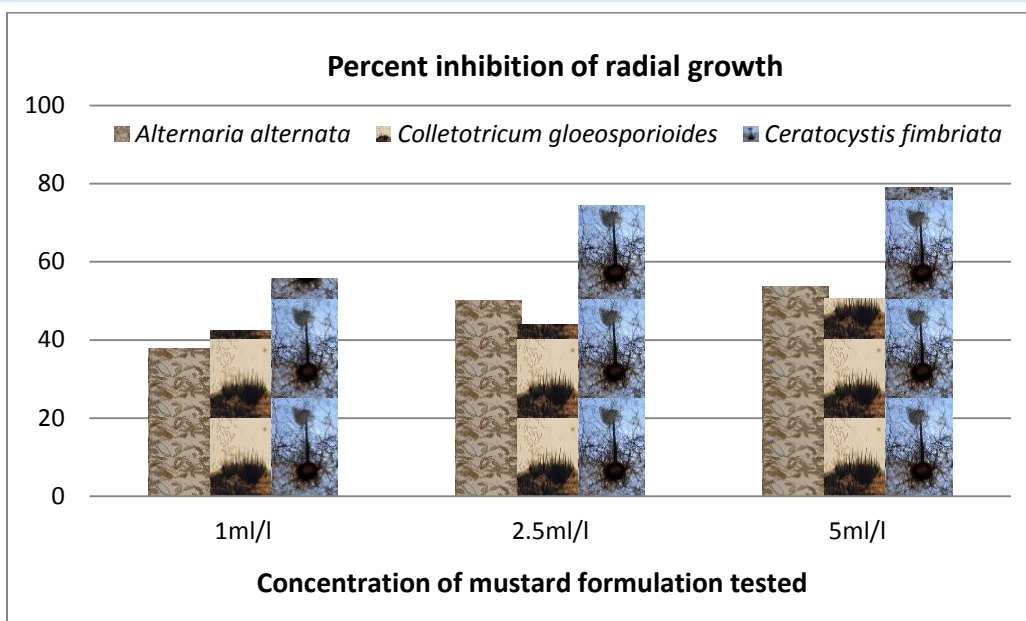 Percent inhibition of radial growth
100
Alternaria alternata Colletotricum gloeosporioides Ceratocystis fimbriata
80
60
40
20
0
1ml/l 2.5ml/l 5ml/l
Concentration of mustard formulation tested